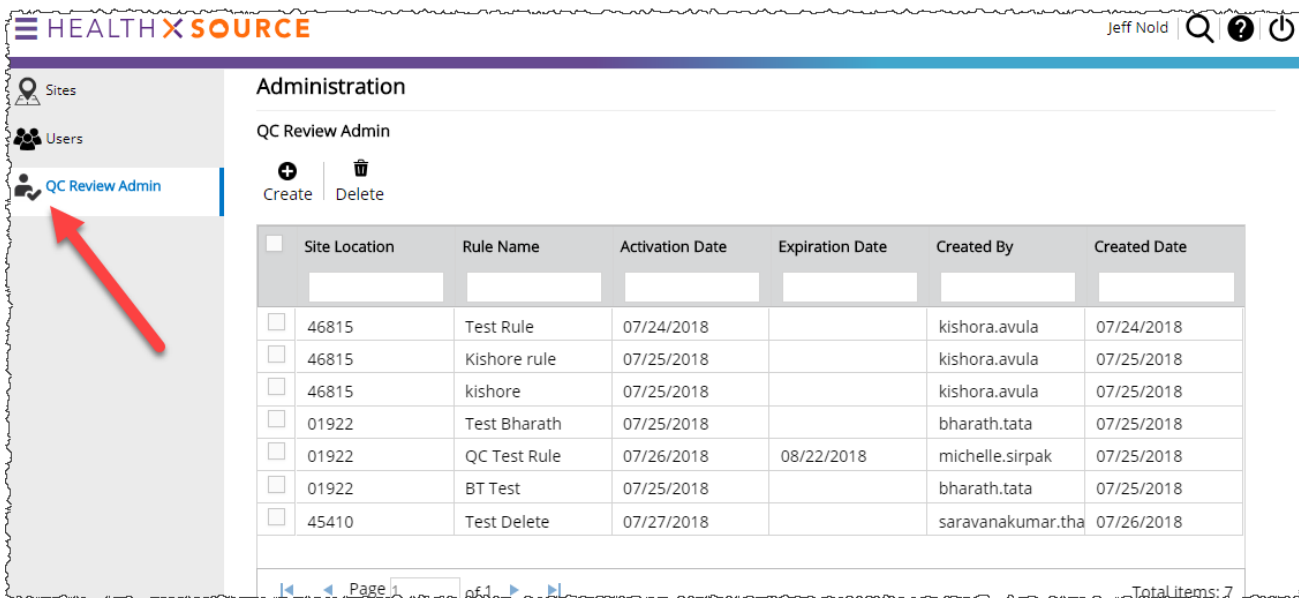 HEALTH X SOURCE
Jeff Nold
Sites
Users
QC Review Admin
Administration
QC Review Admin
Create Delete
Site Location Rule Name Activation Date Expiration Date Created By Created Date
46815 Test Rule 07/24/2018 kishora.avula 07/24/2018
46815 Kishore rule 07/25/2018 kishora.avula 07/25/2018
46815 kishore 07/25/2018 kishora.avula 07/25/2018
01922 Test Bharath 07/25/2018 bharath.tata 07/25/2018
01922 QC Test Rule 07/26/2018 08/22/2018 michelle.sirpak 07/25/2018
01922 BT Test 07/25/2018 bharath.tata 07/25/2018
45410 Test Delete 07/27/2018 saravanakumar.tha 07/26/2018
Page 1 of 1 Total items: 7